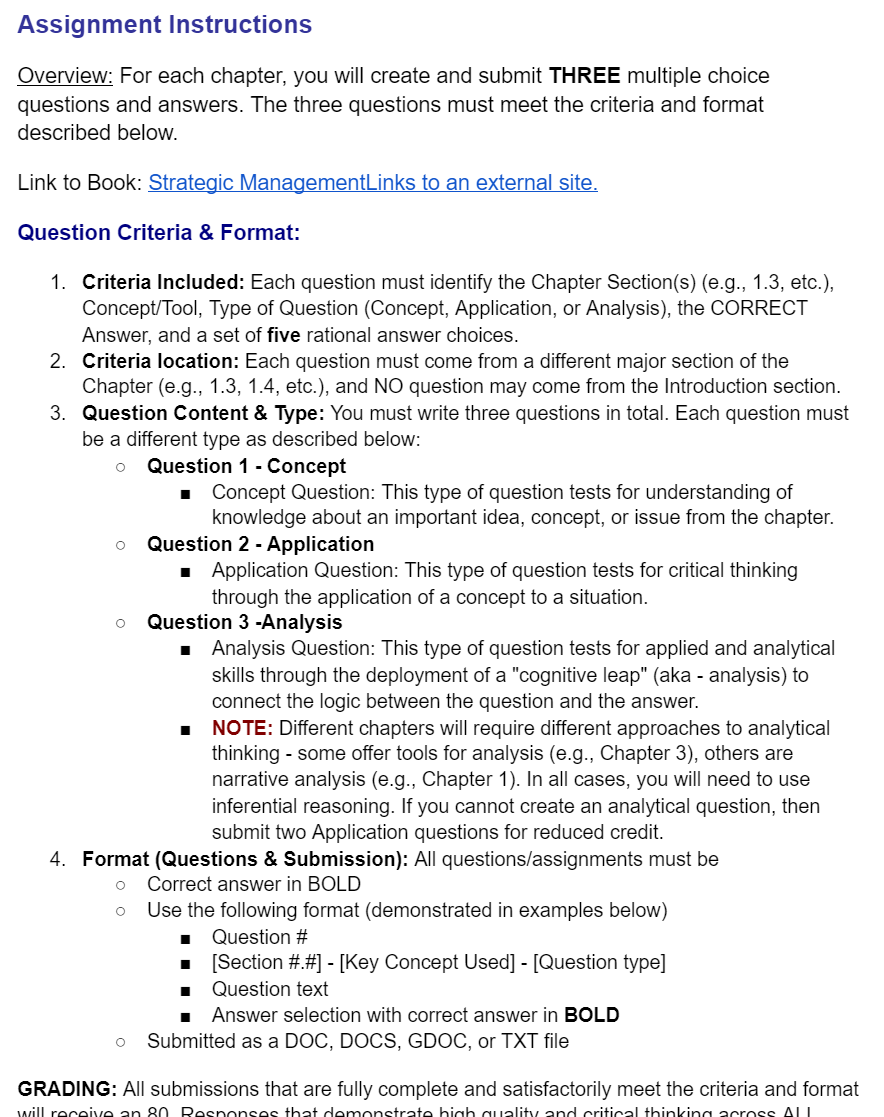 Assignment Instructions
Overview: For each chapter, you will create and submit THREE multiple choice
questions and answers. The three questions must meet the criteria and format
described below.
Link to Book: Strategic ManagementLinks to an external site.
Question Criteria & Format:
1. Criteria Included: Each question must identify the Chapter Section(s) (e.g., 1.3, etc.),
Concept/Tool, Type of Question (Concept, Application, or Analysis), the CORRECT
Answer, and a set of five rational answer choices.
2. Criteria location: Each question must come from a different major section of the
Chapter (e.g., 1.3, 1.4, etc.), and NO question may come from the Introduction section.
3. Question Content & Type: You must write three questions in total. Each question must
be a different type as described below:
○ Question 1 - Concept
■ Concept Question: This type of question tests for understanding of
knowledge about an important idea, concept, or issue from the chapter.
○ Question 2 - Application
■ Application Question: This type of question tests for critical thinking
through the application of a concept to a situation.
○ Question 3 -Analysis
■ Analysis Question: This type of question tests for applied and analytical
skills through the deployment of a "cognitive leap" (aka - analysis) to
connect the logic between the question and the answer.
■ NOTE: Different chapters will require different approaches to analytical
thinking - some offer tools for analysis (e.g., Chapter 3), others are
narrative analysis (e.g., Chapter 1). In all cases, you will need to use
inferential reasoning. If you cannot create an analytical question, then
submit two Application questions for reduced credit.
4. Format (Questions & Submission): All questions/assignments must be
○ Correct answer in BOLD
○ Use the following format (demonstrated in examples below)
■ Question #
■ [Section #.#] - [Key Concept Used] - [Question type]
■ Question text
■ Answer selection with correct answer in BOLD
○ Submitted as a DOC, DOCS, GDOC, or TXT file
GRADING: All submissions that are fully complete and satisfactorily meet the criteria and format
will receive an 80. Responses that demonstrate high quality and critical thinking across ALL